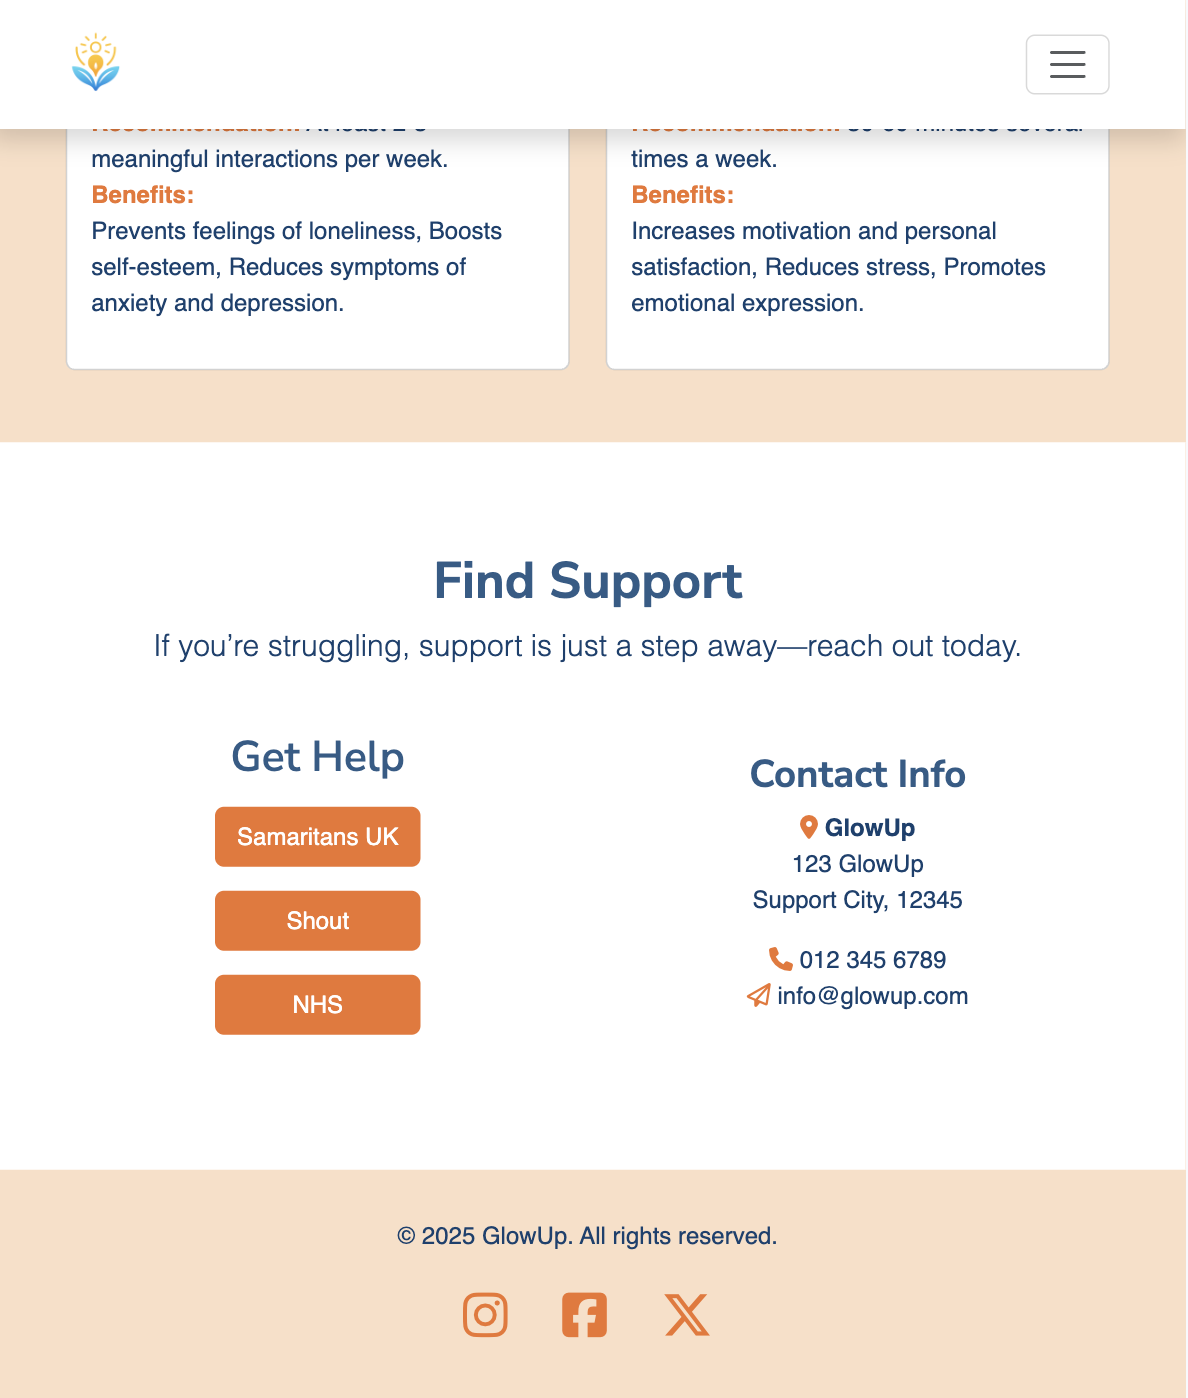 meaningful interactions per week.
Benefits:
Prevents feelings of loneliness, Boosts
self-esteem, Reduces symptoms of
anxiety and depression.
times a week.
Benefits:
Increases motivation and personal
satisfaction, Reduces stress, Promotes
emotional expression.
Find Support
If you’re struggling, support is just a step away—reach out today.
Get Help
Samaritans UK
Shout
NHS
Contact Info
GlowUp
123 GlowUp
Support City, 12345
012 345 6789
info@glowup.com
© 2025 GlowUp. All rights reserved.